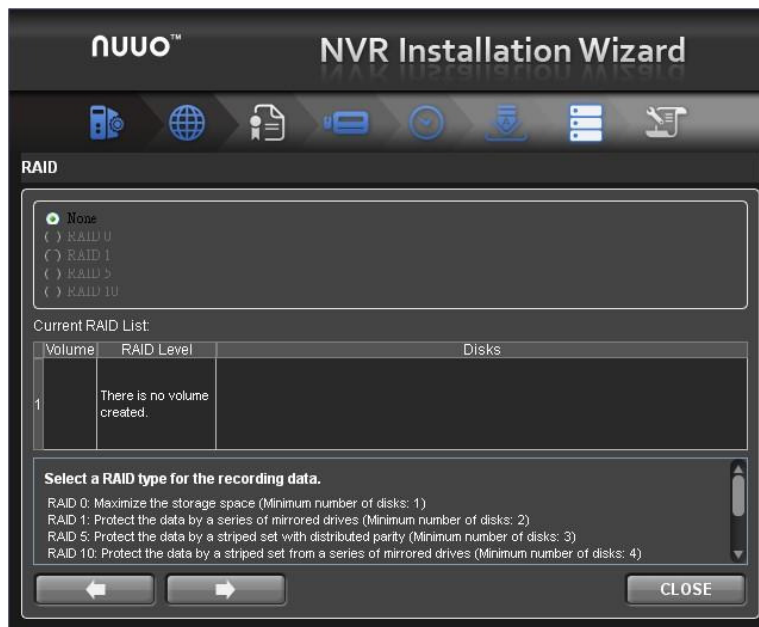 nuuo™
NVR Installation Wizard
RAID
None
RAID 0
RAID 1
RAID 5
RAID 10
Current RAID List:
Volume RAID Level Disks
1 There is no volume
created.
Select a RAID type for the recording data.
RAID 0: Maximize the storage space (Minimum number of disks: 1)
RAID 1: Protect the data by a series of mirrored drives (Minimum number of disks: 2)
RAID 5: Protect the data by a striped set with distributed parity (Minimum number of disks: 3)
RAID 10: Protect the data by a striped set from a series of mirrored drives (Minimum number of disks: 4)
CLOSE